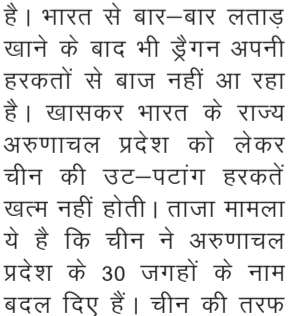 है। भारत से बार–बार लताड़
खाने के बाद भी ड्रैगन अपनी
हरकतों से बाज नहीं आ रहा
है। खासकर भारत के राज्य
अरुणाचल प्रदेश को लेकर
चीन की उट–पटांग हरकतें
खत्म नहीं होती। ताजा मामला
ये है कि चीन ने अरुणाचल
प्रदेश के 30 जगहों के नाम
बदल दिए हैं। चीन की तरफ